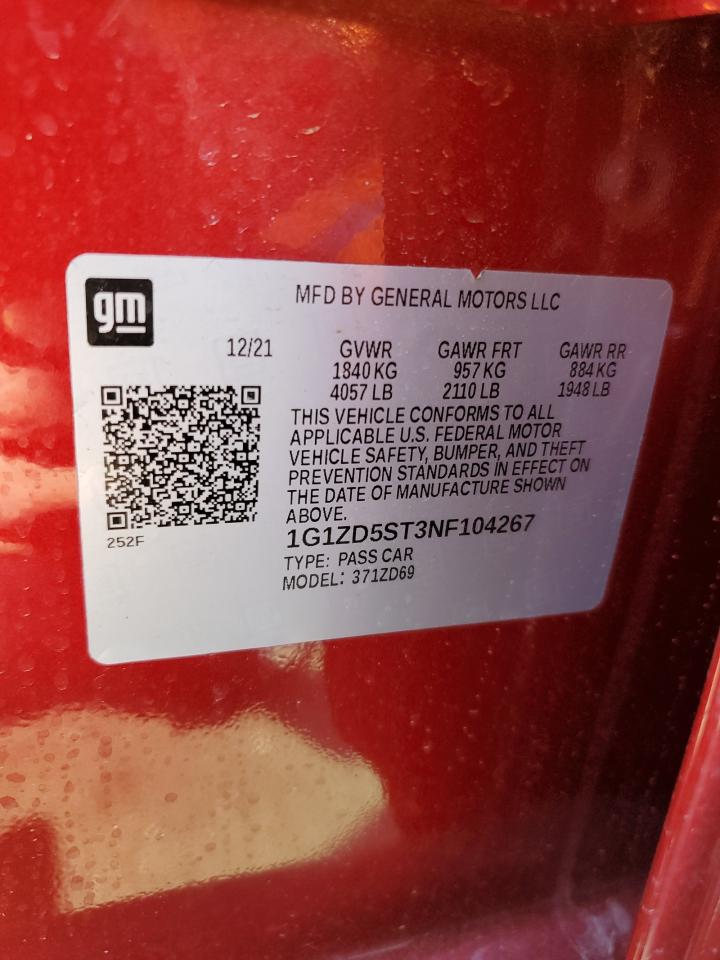 gm
MFD BY GENERAL MOTORS LLC
12/21 GVWR GAWR FRT GAWR RR
1840 KG 957 KG 884 KG
4057 LB 2110 LB 1948 LB
THIS VEHICLE CONFORMS TO ALL
APPLICABLE U.S. FEDERAL MOTOR
VEHICLE SAFETY, BUMPER, AND THEFT
PREVENTION STANDARDS IN EFFECT ON
THE DATE OF MANUFACTURE SHOWN
ABOVE.
252F
1G1ZD5ST3NF104267
TYPE: PASS CAR
MODEL: 371ZD69